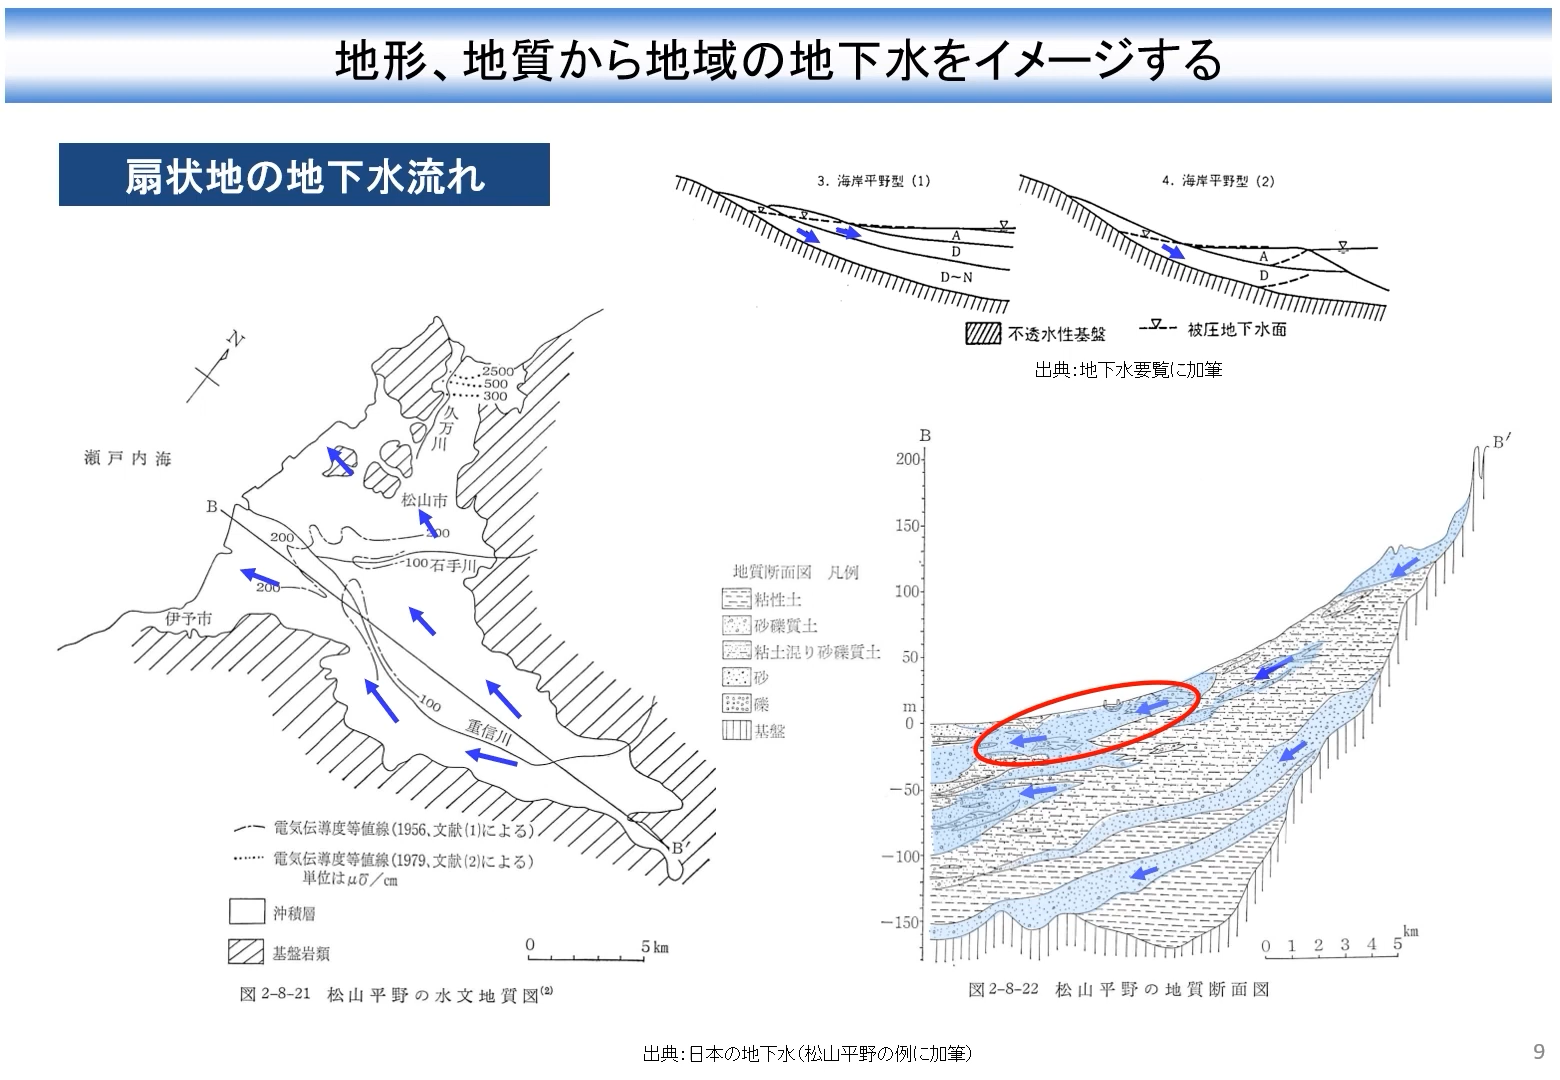 地形、地質から地域の地下水をイメージする
扇状地の地下水流れ
3. 海岸平野型 (1)
A
D
D～N
4. 海岸平野型 (2)
A
D
不透水性基盤
被圧地下水面
出典：地下水要覧に加筆
N
瀬戸内海
2500
500
300
久万川
松山市
B
200
200
100
石手川
200
伊予市
100
重信川
B′
電気伝導度等値線(1956、文献(1)による)
電気伝導度等値線(1979、文献(2)による)
単位はμ℧/cm
沖積層
基盤岩類
0 5km
図 2-8-21 松山平野の水文地質図(2)
地質断面図 凡例
粘性土
砂礫質土
粘土混り砂礫質土
砂
礫
基盤
B
B′
200
150
100
50
m
0
-50
-100
-150
km
0 1 2 3 4 5
図2-8-22 松山平野の地質断面図
出典：日本の地下水（松山平野の例に加筆）
9